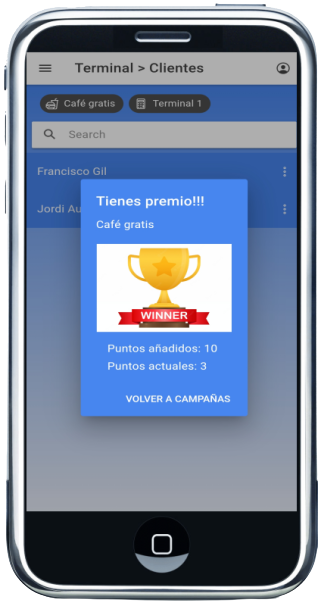 Terminal > Clientes
Café gratis
Terminal 1
Search
Francisco Gil
Jordi Au
Tienes premio!!!
Café gratis
WINNER
Puntos añadidos: 10
Puntos actuales: 3
VOLVER A CAMPAÑAS